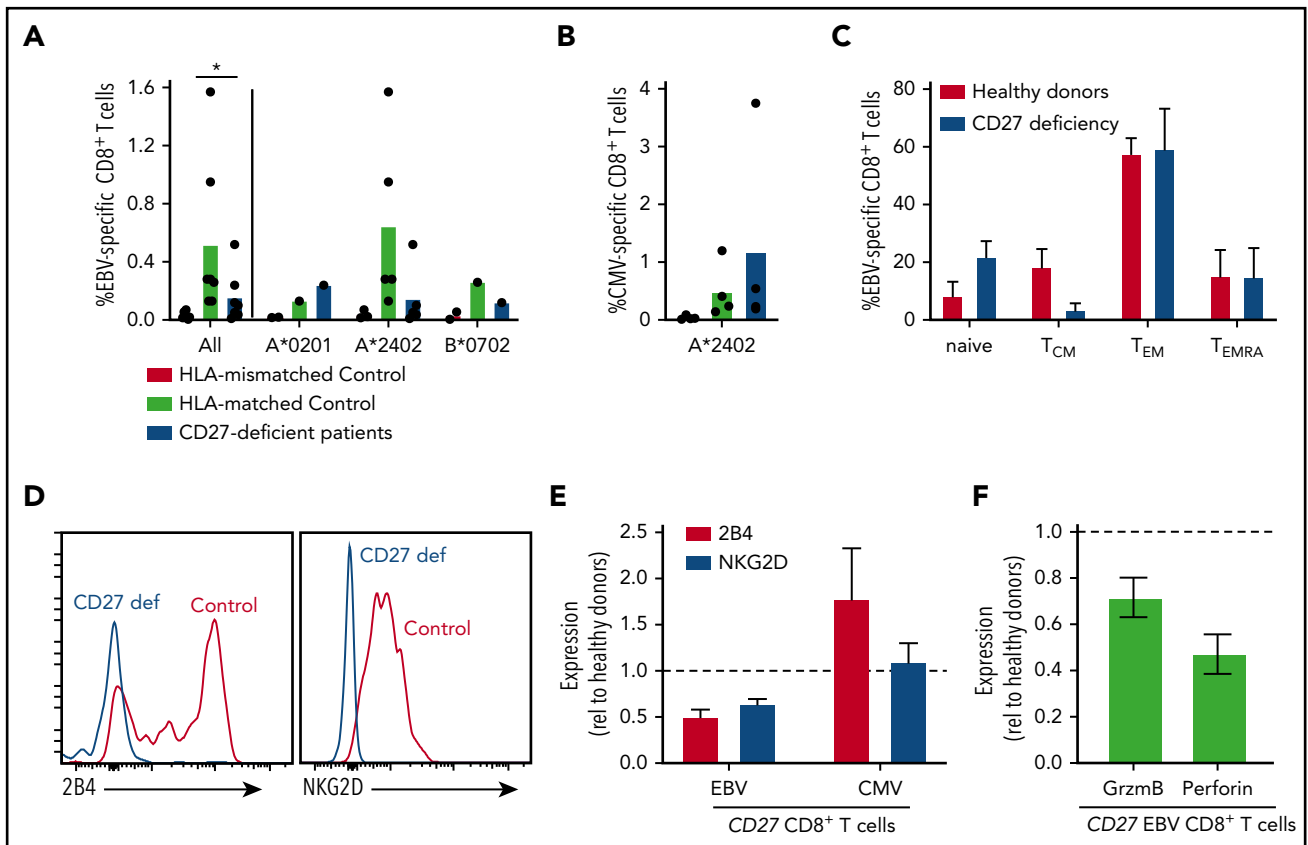 A
%EBV-specific CD8+ T cells
1.6
1.2
0.8
0.4
0.0
*
All
A*0201
A*2402
B*0702
HLA-mismatched Control
HLA-matched Control
CD27-deficient patients
B
%CMV-specific CD8+ T cells
4
3
2
1
0
A*2402
C
%EBV-specific CD8+ T cells
80
60
40
20
0
Healthy donors
CD27 deficiency
naive
TCM
TEM
TEMRA
D
CD27 def
Control
2B4
CD27 def
Control
NKG2D
E
Expression
(rel to healthy donors)
2.5
2.0
1.5
1.0
0.5
0.0
2B4
NKG2D
EBV
CMV
CD27 CD8+ T cells
F
Expression
(rel to healthy donors)
1.0
0.8
0.6
0.4
0.2
0.0
GrzmB
Perforin
CD27 EBV CD8+ T cells